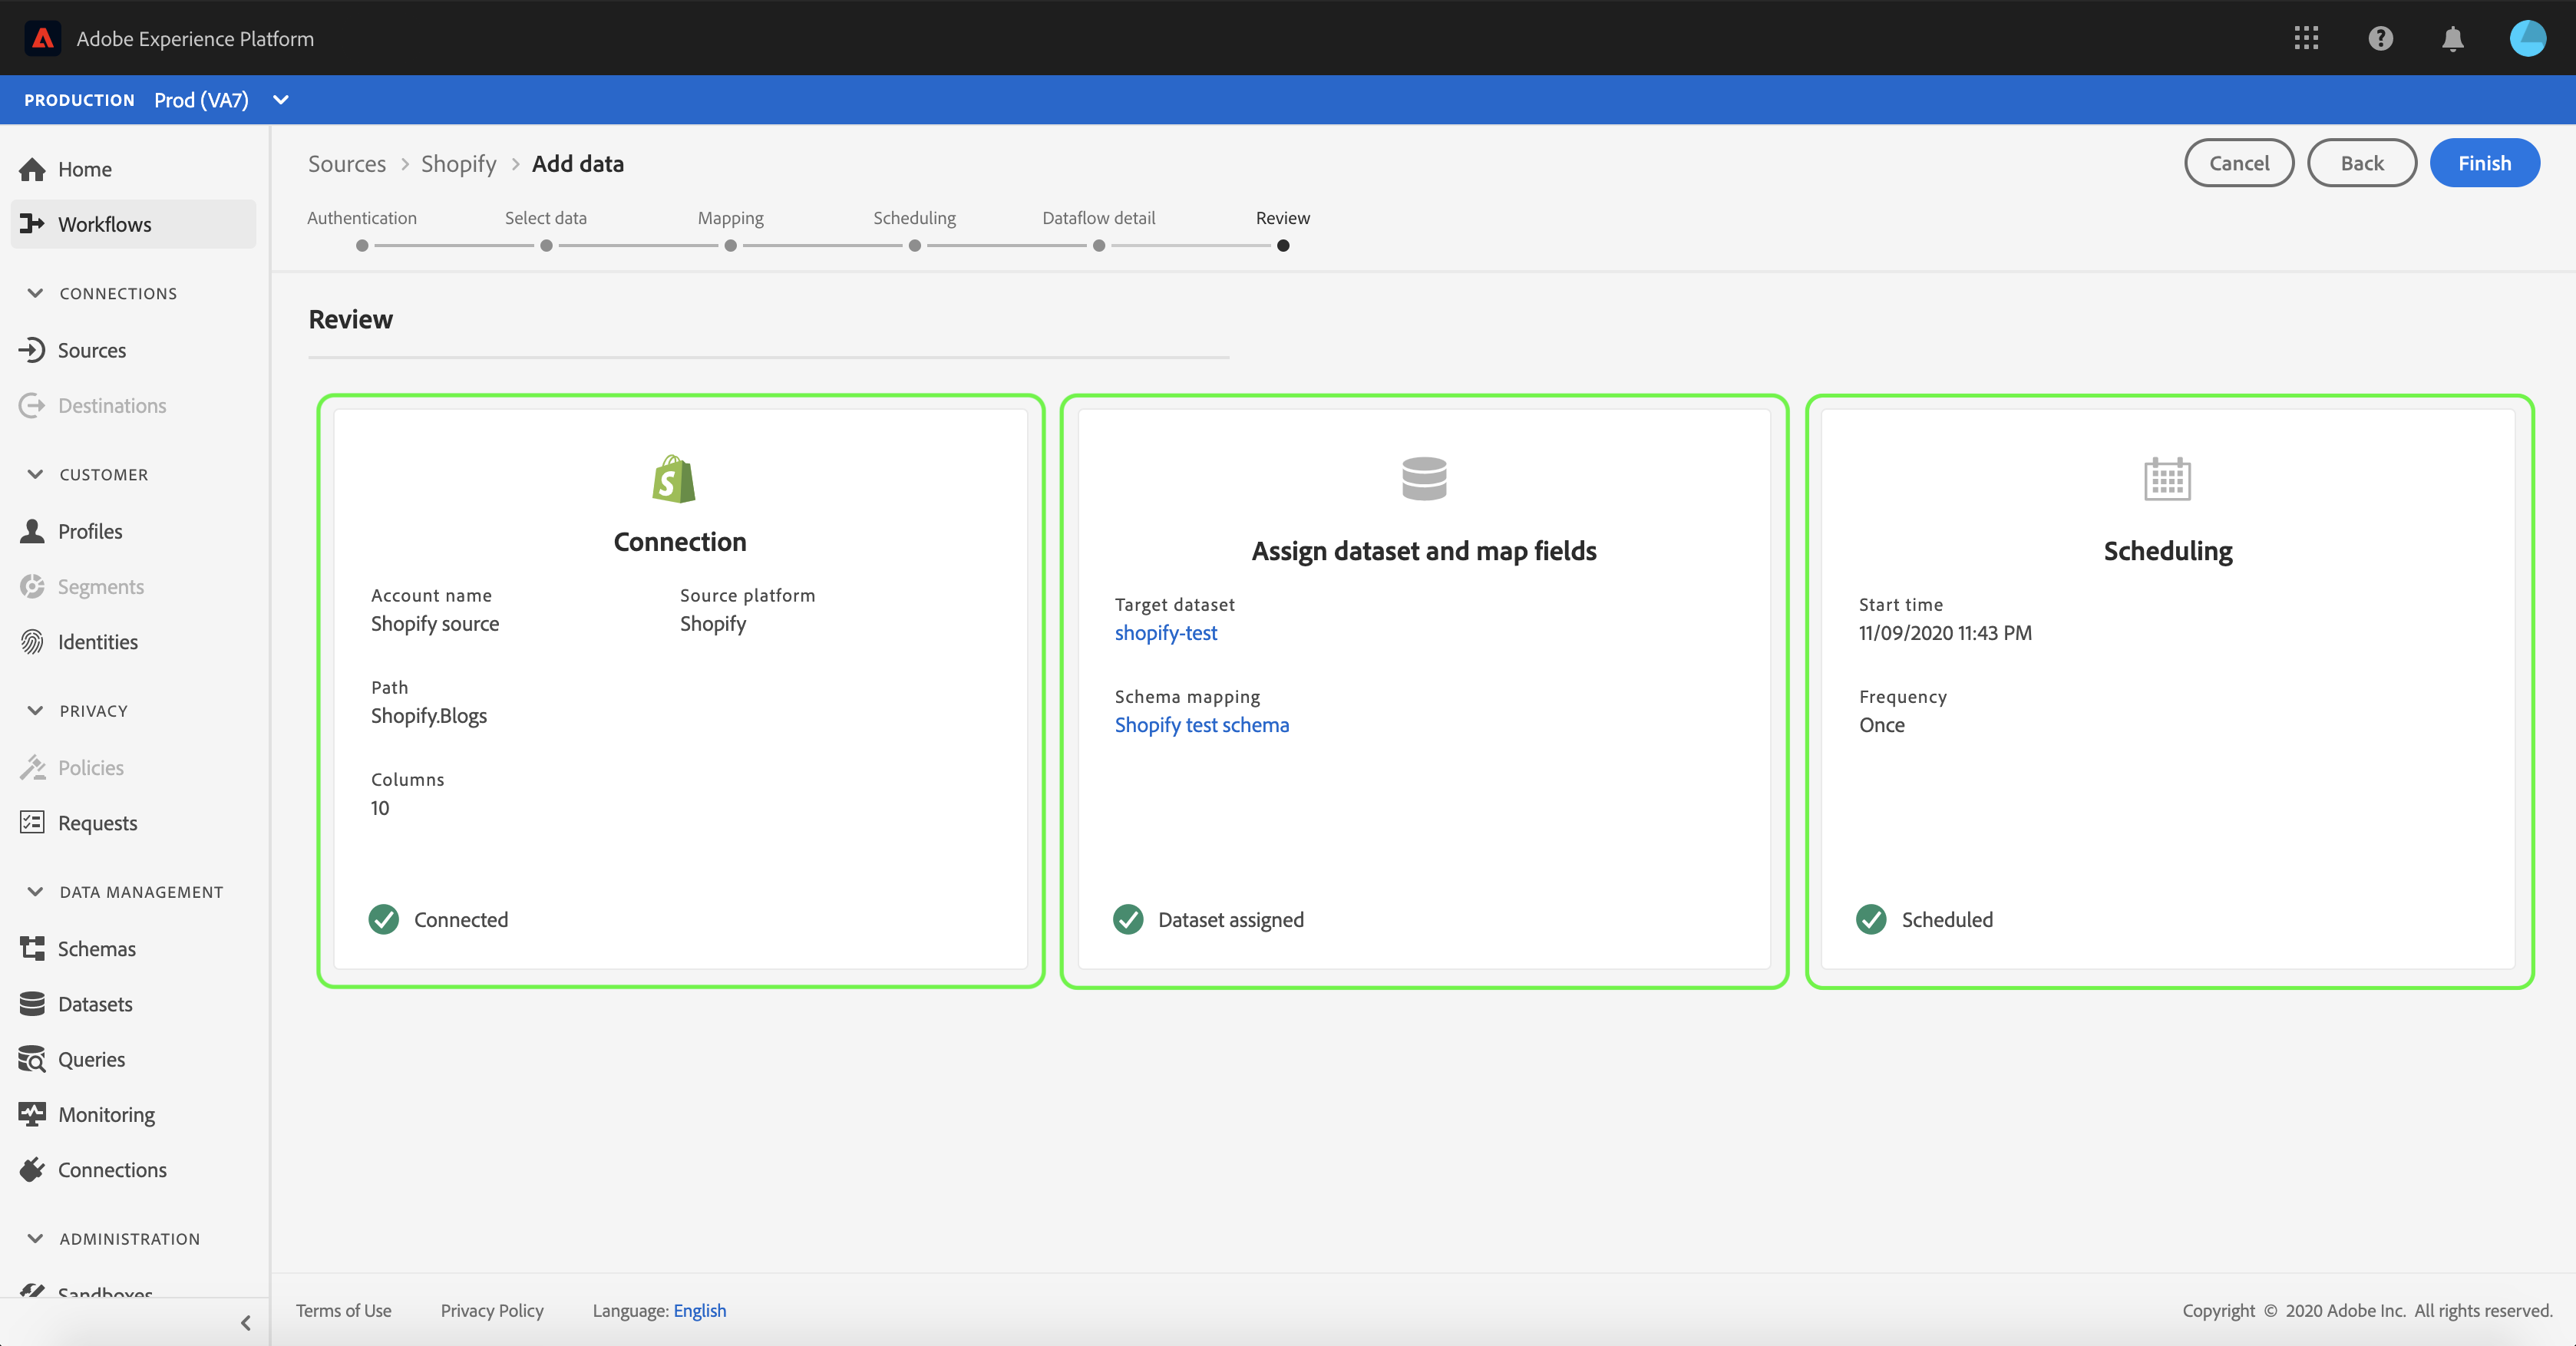 Adobe Experience Platform
PRODUCTION Prod (VA7)
Home
Workflows
CONNECTIONS
Sources
Destinations
CUSTOMER
Profiles
Segments
Identities
PRIVACY
Policies
Requests
DATA MANAGEMENT
Schemas
Datasets
Queries
Monitoring
Connections
ADMINISTRATION
Sandboxes
Sources > Shopify > Add data
Cancel Back Finish
Authentication Select data Mapping Scheduling Dataflow detail Review
Review
Connection
Account name Source platform
Shopify source Shopify
Path
Shopify.Blogs
Columns
10
Connected
Assign dataset and map fields
Target dataset
shopify-test
Schema mapping
Shopify test schema
Dataset assigned
Scheduling
Start time
11/09/2020 11:43 PM
Frequency
Once
Scheduled
Terms of Use Privacy Policy Language: English
Copyright © 2020 Adobe Inc. All rights reserved.